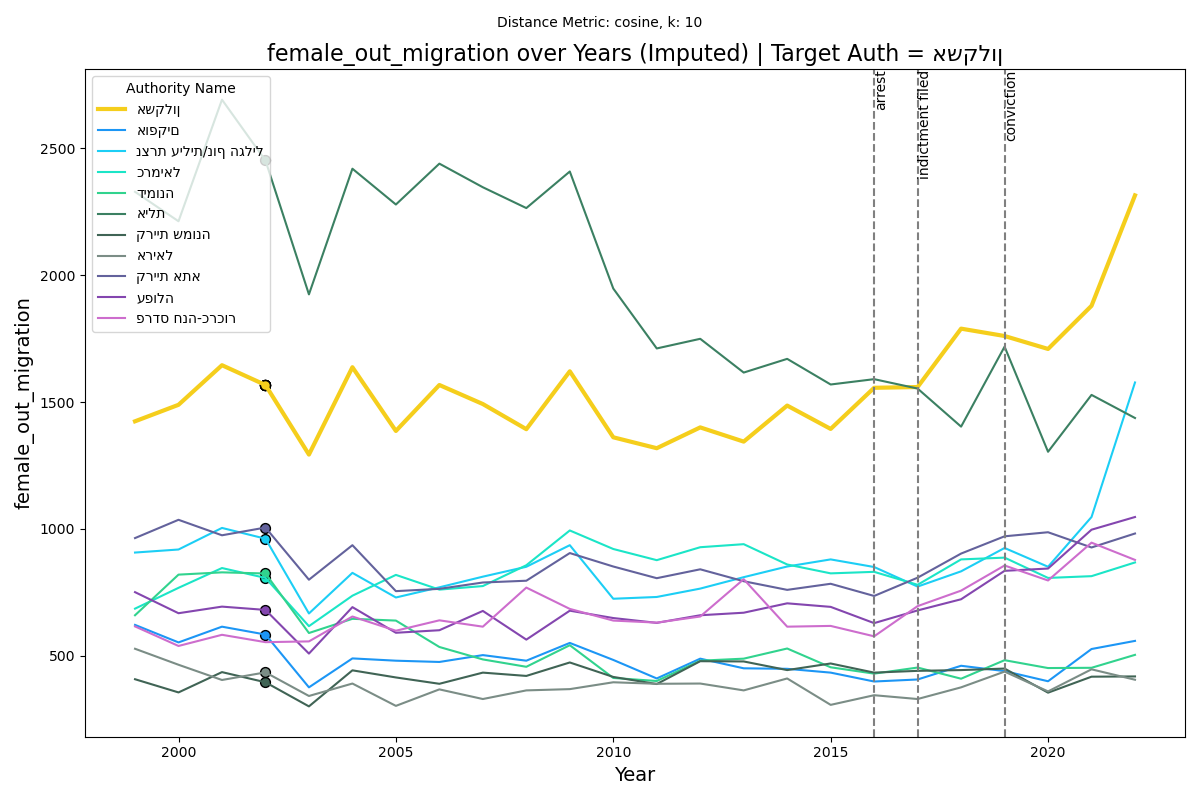 Distance Metric: cosine, k: 10
female_out_migration over Years (Imputed) | Target Auth = אשקלון
Authority Name
אשקלון
אופקים
נצרת עילית/נוף הגליל
כרמיאל
דימונה
אילת
קריית שמונה
אריאל
קריית אתא
עפולה
פרדס חנה-כרכור
arrest
indictment filed
conviction
female_out_migration
2500
2000
1500
1000
500
2000
2005
2010
2015
2020
Year